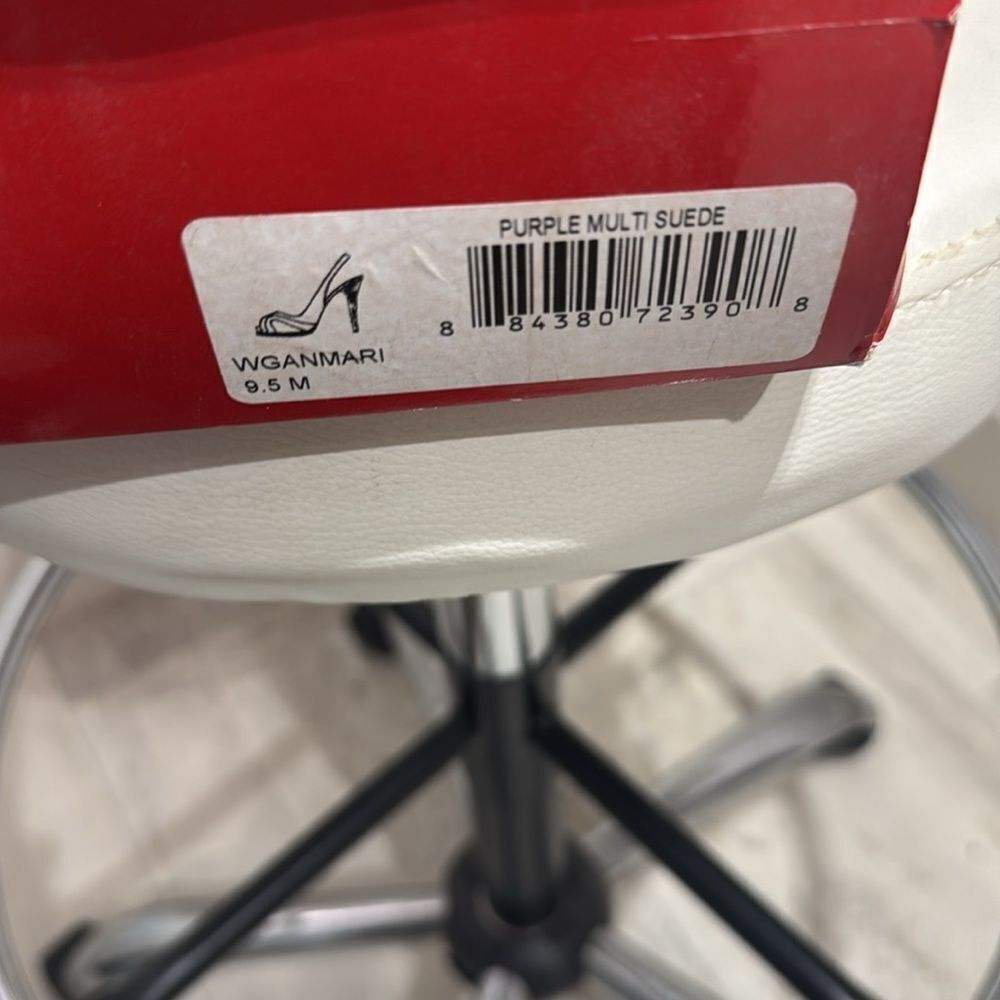 PURPLE MULTI SUEDE
8 84380 72390 8
WGANMARI
9.5 M